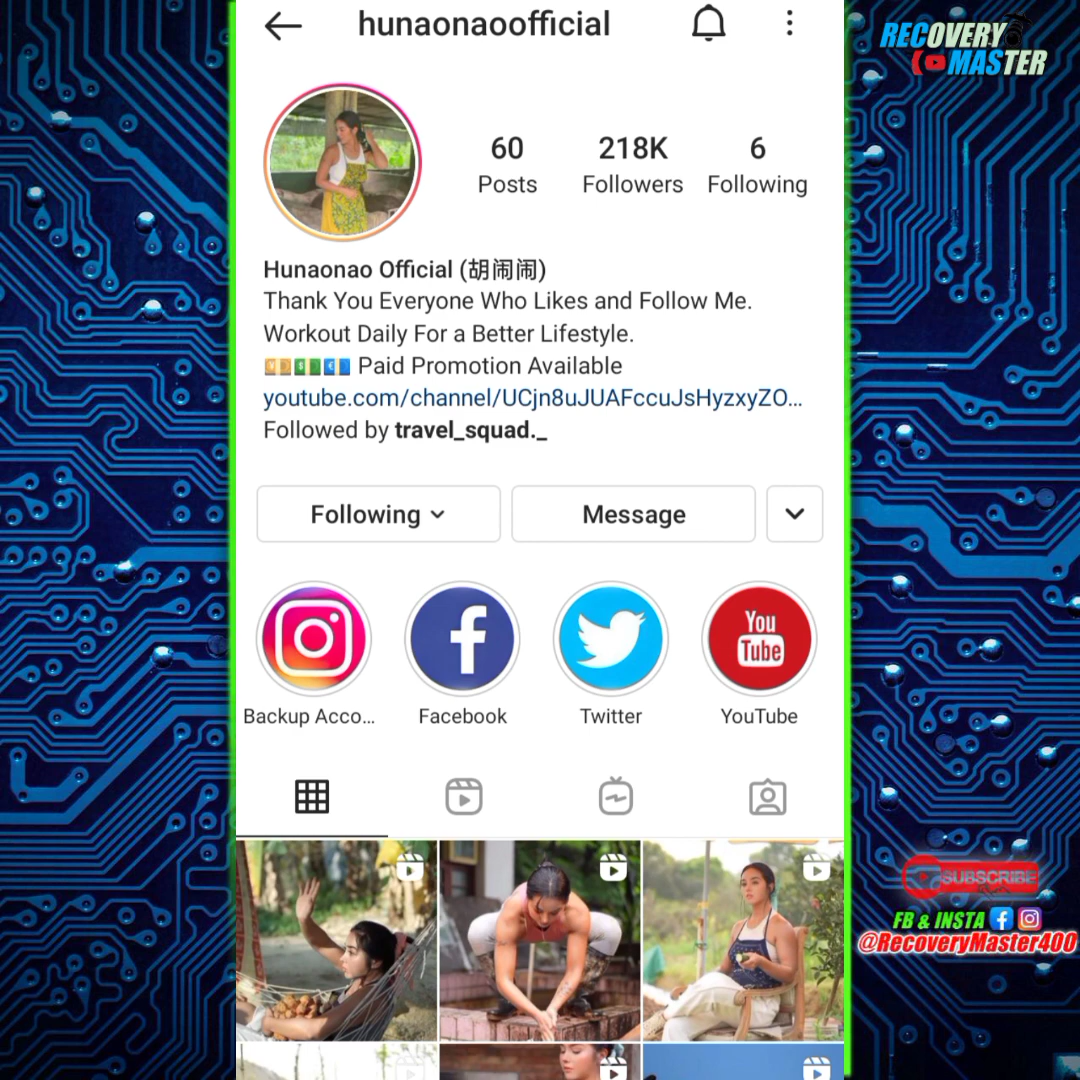 hunaonaoofficial
RECOVERY
MASTER
60
Posts
218K
Followers
6
Following
Hunaonao Official (胡闹闹)
Thank You Everyone Who Likes and Follow Me.
Workout Daily For a Better Lifestyle.
Paid Promotion Available
youtube.com/channel/UCjn8uJUAFccuJsHyzxyZO...
Followed by travel_squad._
Following
Message
Backup Acco...
Facebook
Twitter
You
Tube
YouTube
SUBSCRIBE
FB & INSTA
@RecoveryMaster400